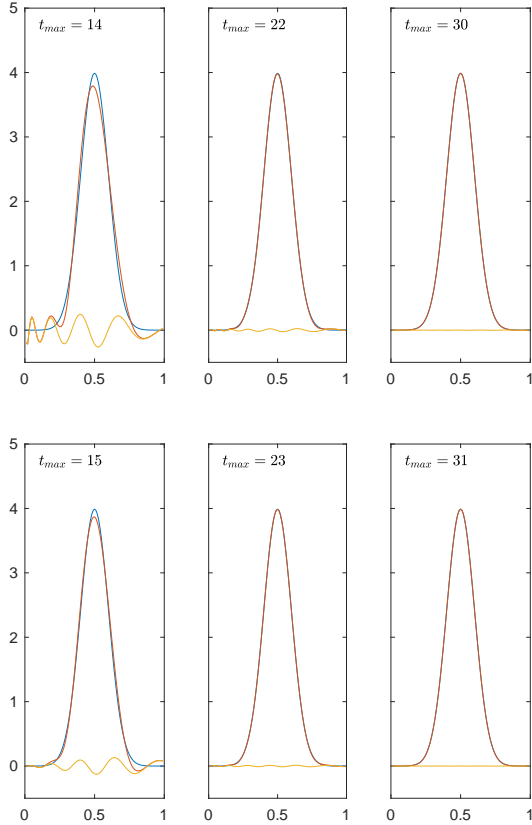 5
4
3
2
1
0
t_max = 14
0 0.5 1
t_max = 22
0 0.5 1
t_max = 30
0 0.5 1
5
4
3
2
1
0
t_max = 15
0 0.5 1
t_max = 23
0 0.5 1
t_max = 31
0 0.5 1